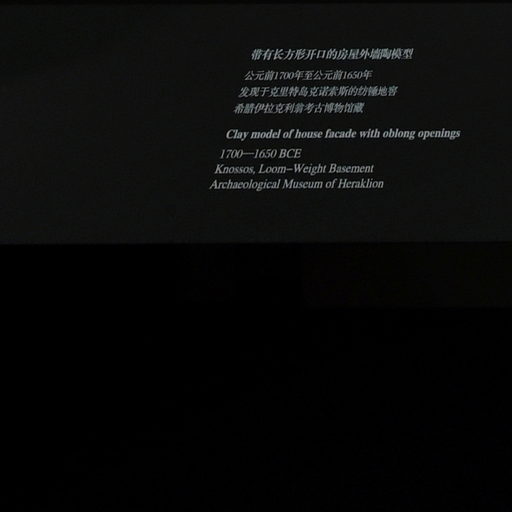 带有长方形开口的房屋外墙陶模型
公元前1700年至公元前1650年
发现于克里特岛克诺索斯的纺锤地窖
希腊伊拉克利翁考古博物馆藏
Clay model of house facade with oblong openings
1700—1650 BCE
Knossos, Loom-Weight Basement
Archaeological Museum of Heraklion